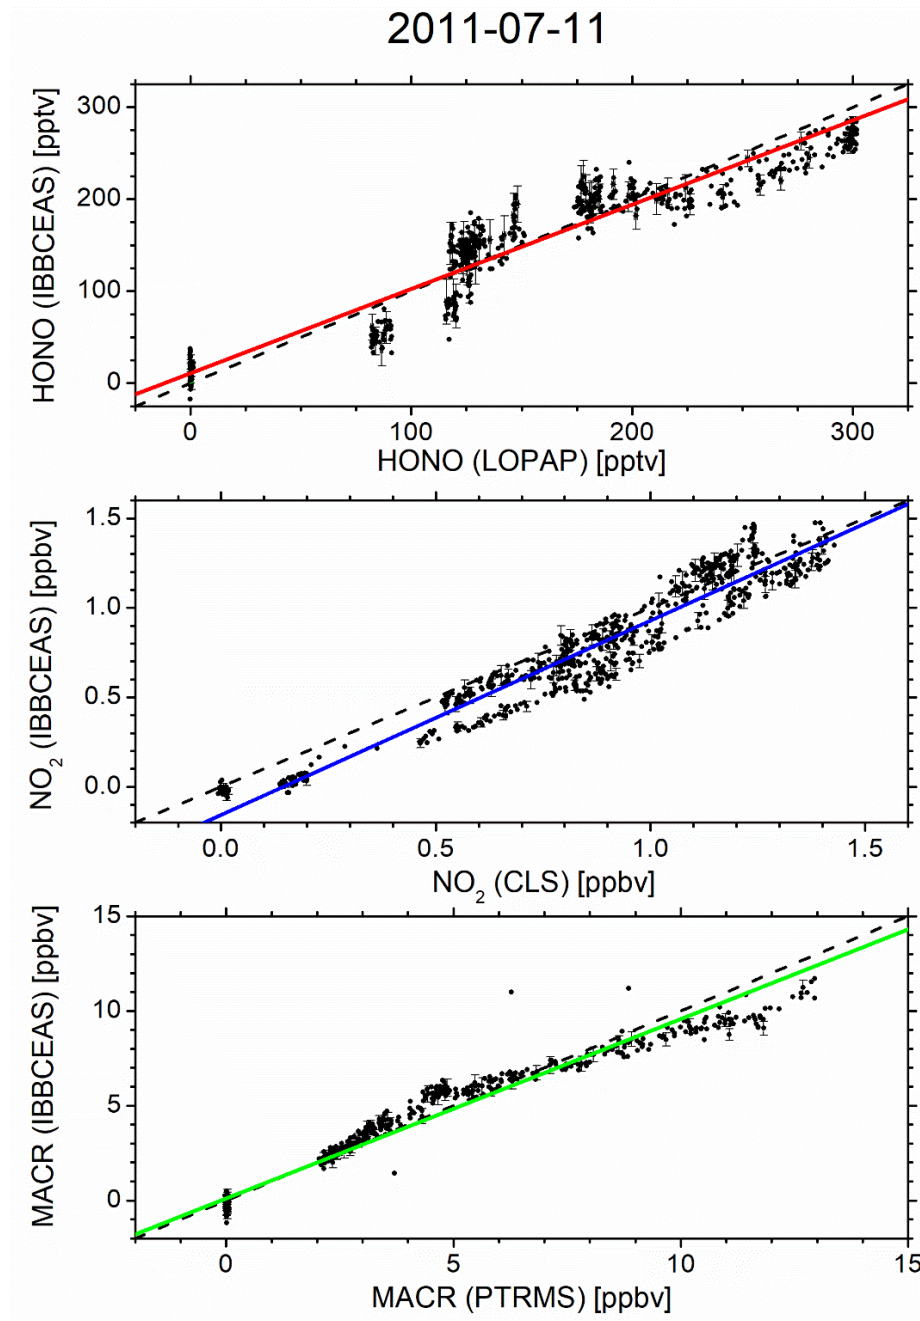 2011-07-11
HONO (IBBCEAS) [pptv]
300
200
100
0
0 100 200 300
HONO (LOPAP) [pptv]
NO2 (IBBCEAS) [ppbv]
1.5
1.0
0.5
0.0
0.0 0.5 1.0 1.5
NO2 (CLS) [ppbv]
MACR (IBBCEAS) [ppbv]
15
10
5
0
0 5 10 15
MACR (PTRMS) [ppbv]